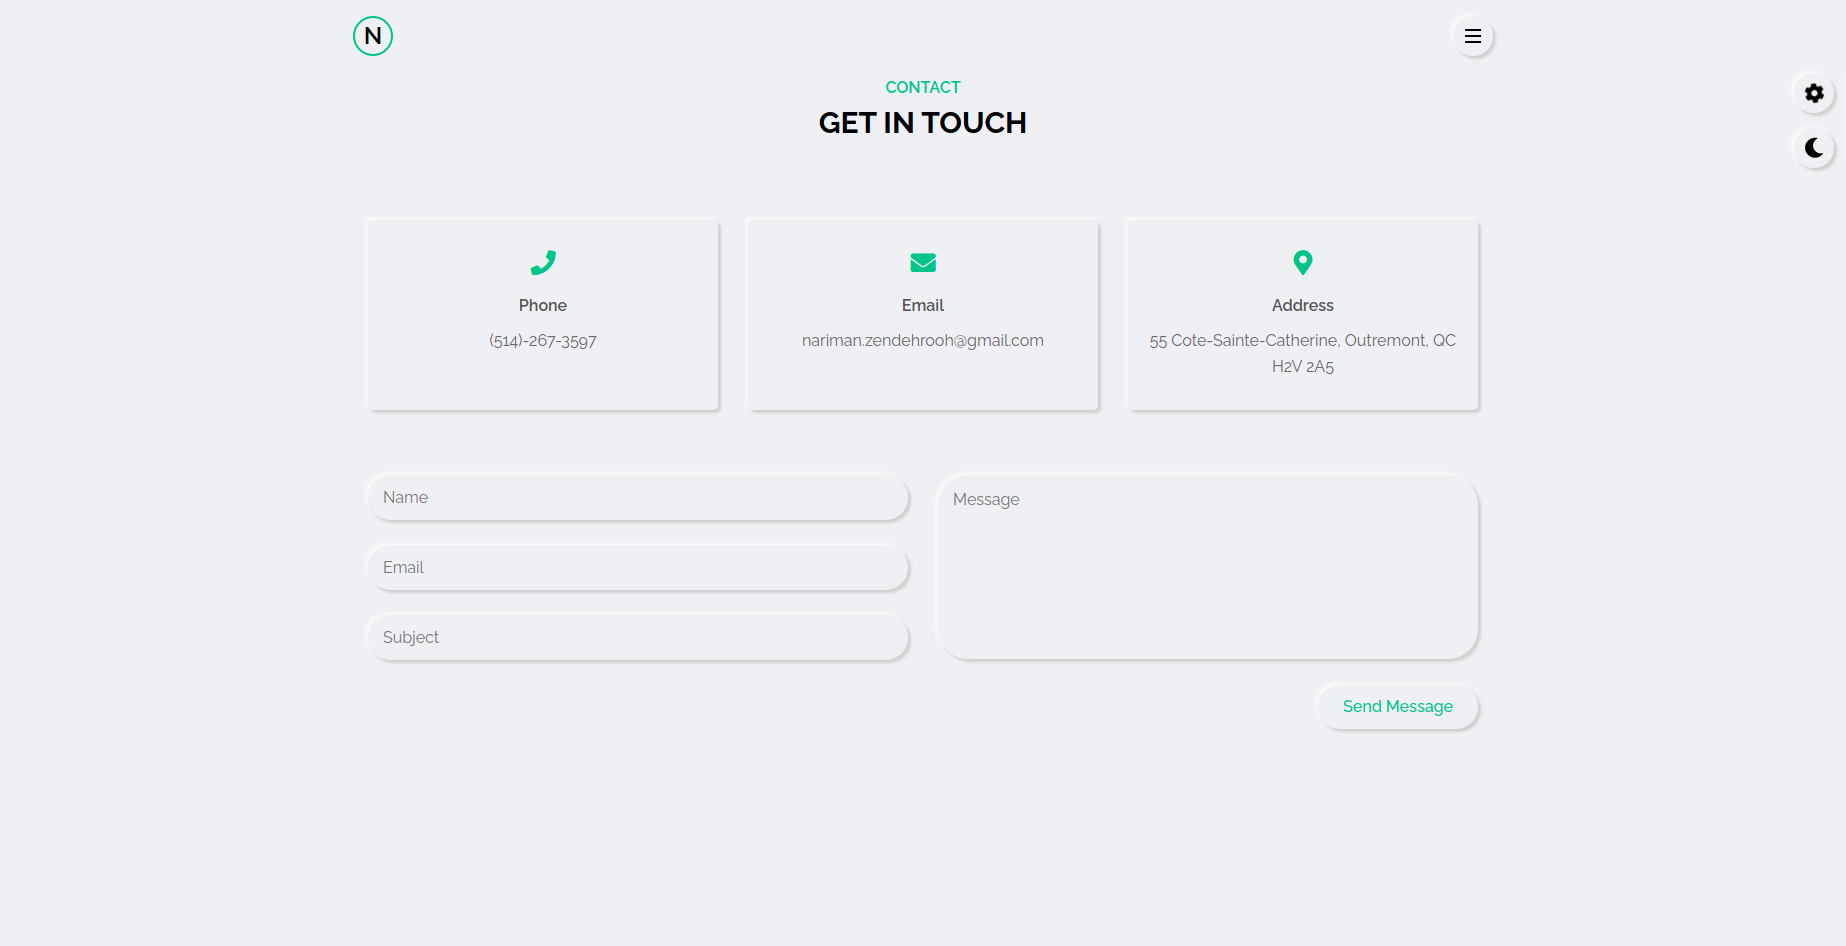 N
CONTACT
GET IN TOUCH
Phone
(514)-267-3597
Email
nariman.zendehrooh@gmail.com
Address
55 Cote-Sainte-Catherine, Outremont, QC
H2V 2A5
Name
Email
Subject
Message
Send Message